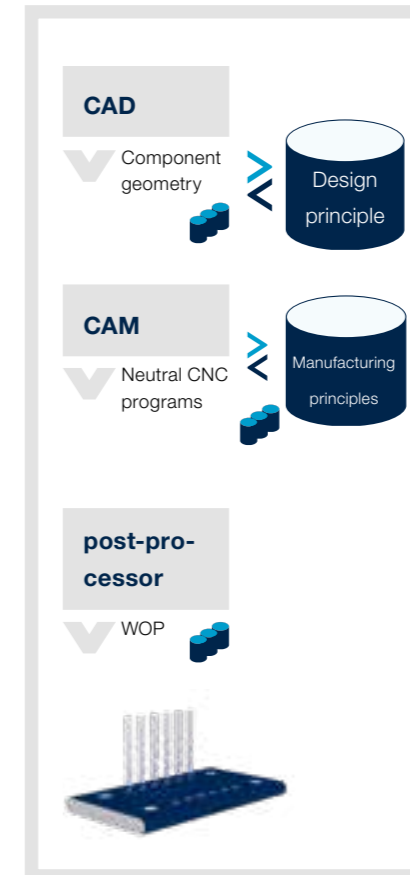 CAD
Component
geometry
Design
principle
CAM
Neutral CNC
programs
Manufacturing
principles
post-pro-
cessor
WOP